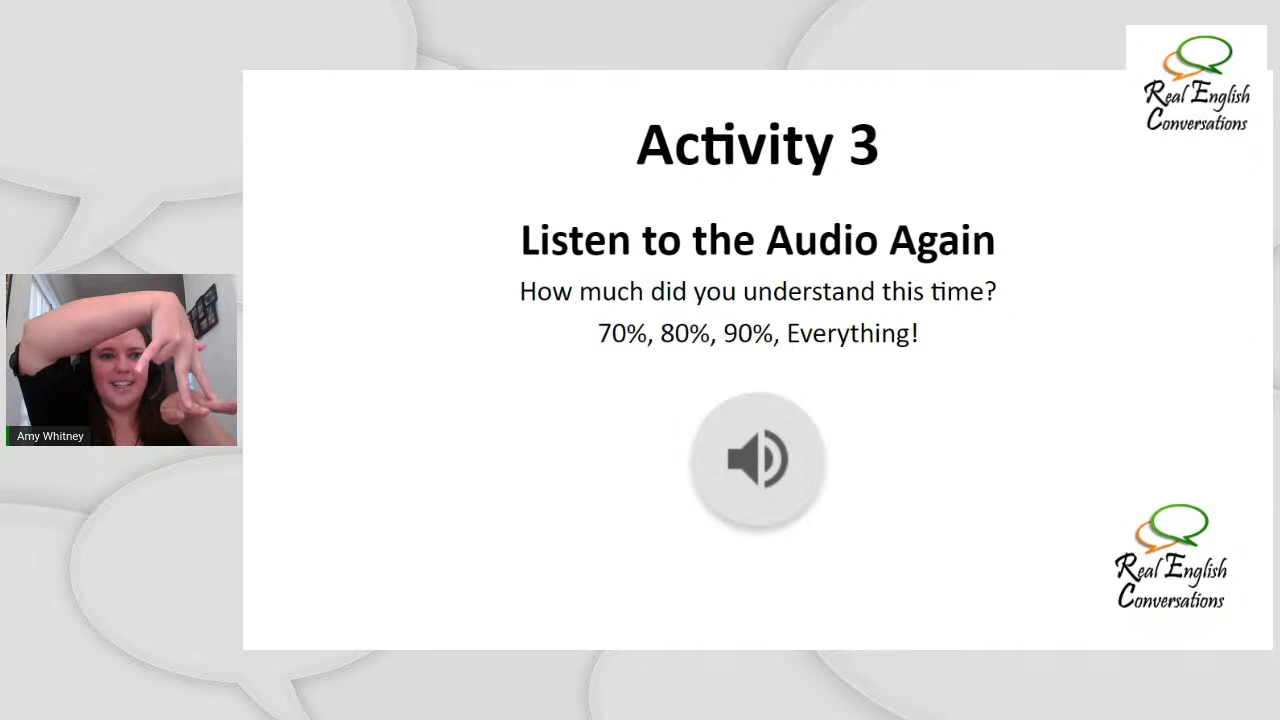 Real English
Conversations
Activity 3
Listen to the Audio Again
How much did you understand this time?
70%, 80%, 90%, Everything!
Amy Whitney
Real English
Conversations